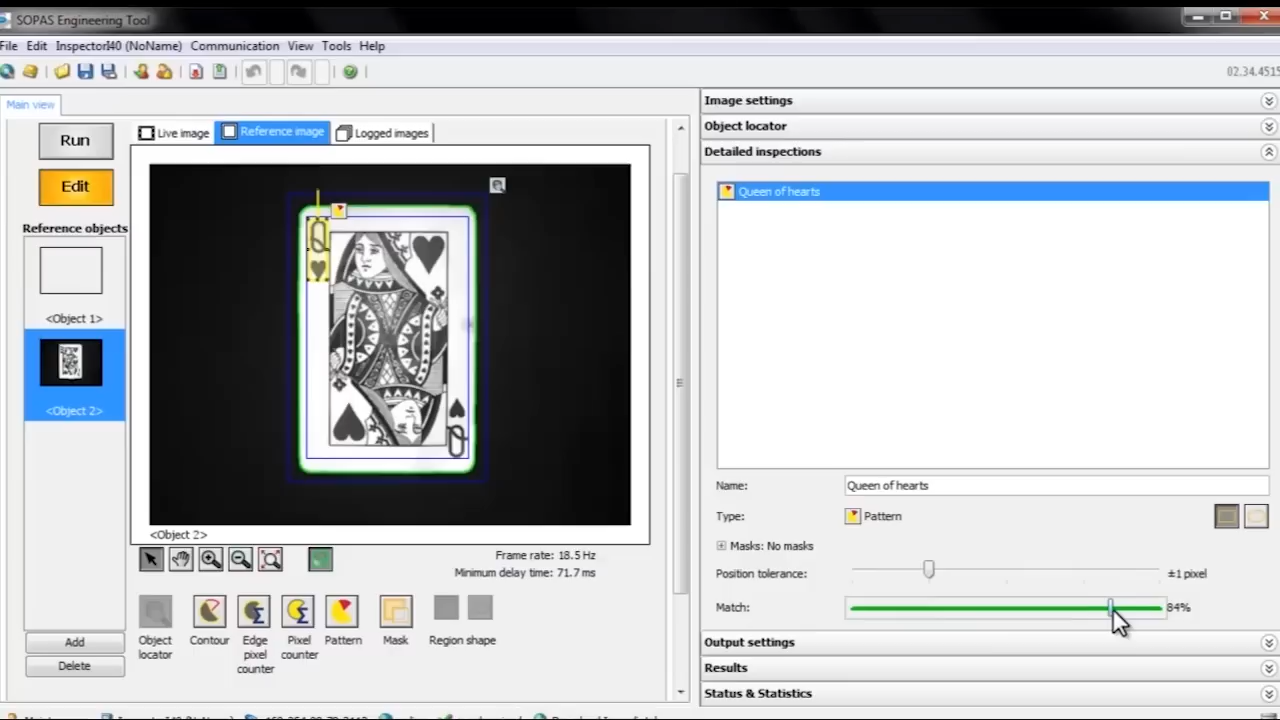 SOPAS Engineering Tool
File Edit InspectorI40 (NoName) Communication View Tools Help
02.34.4515
Main view
Run
Edit
Reference objects
<Object 1>
<Object 2>
Add
Delete
Live image Reference image Logged images
Q
Q
<Object 2>
Frame rate: 18.5 Hz
Minimum delay time: 71.7 ms
Object locator
Contour
Edge pixel counter
Pixel counter
Pattern
Mask
Region shape
Image settings
Object locator
Detailed inspections
Queen of hearts
Name: Queen of hearts
Type: Pattern
Masks: No masks
Position tolerance: ±1 pixel
Match: 84%
Output settings
Results
Status & Statistics